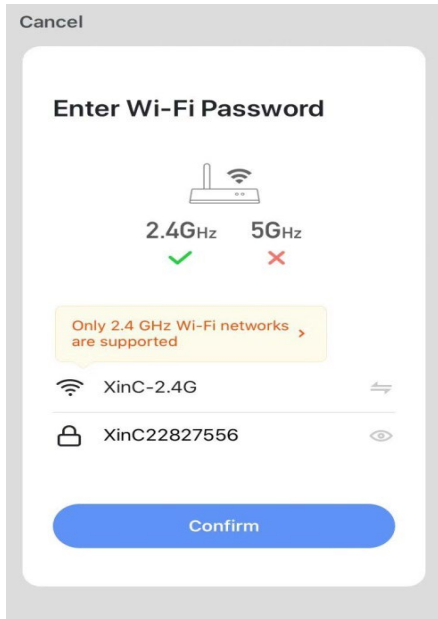 Cancel
Enter Wi-Fi Password
2.4GHz 5GHz
Only 2.4 GHz Wi-Fi networks
are supported
XinC-2.4G
XinC22827556
Confirm